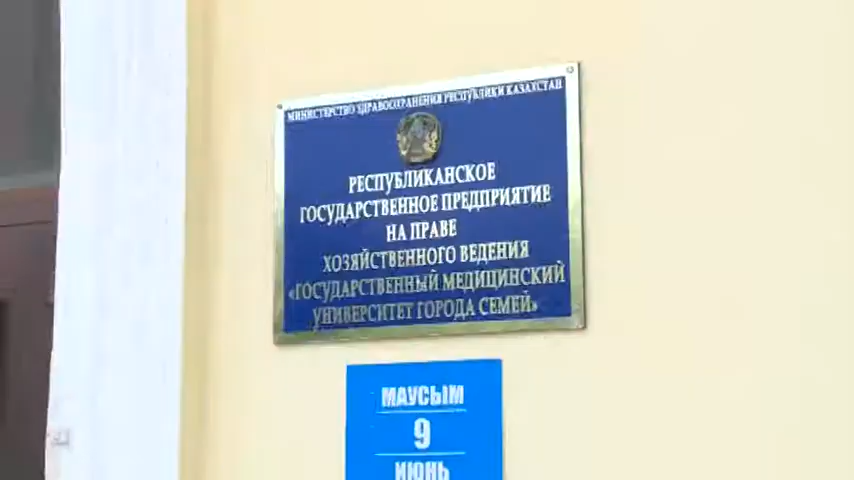 МИНИСТЕРСТВО ЗДРАВООХРАНЕНИЯ РЕСПУБЛИКИ КАЗАХСТАН
РЕСПУБЛИКАНСКОЕ
ГОСУДАРСТВЕННОЕ ПРЕДПРИЯТИЕ
НА ПРАВЕ
ХОЗЯЙСТВЕННОГО ВЕДЕНИЯ
«ГОСУДАРСТВЕННЫЙ МЕДИЦИНСКИЙ
УНИВЕРСИТЕТ ГОРОДА СЕМЕЙ»
МАУСЫМ
9
ИЮНЬ